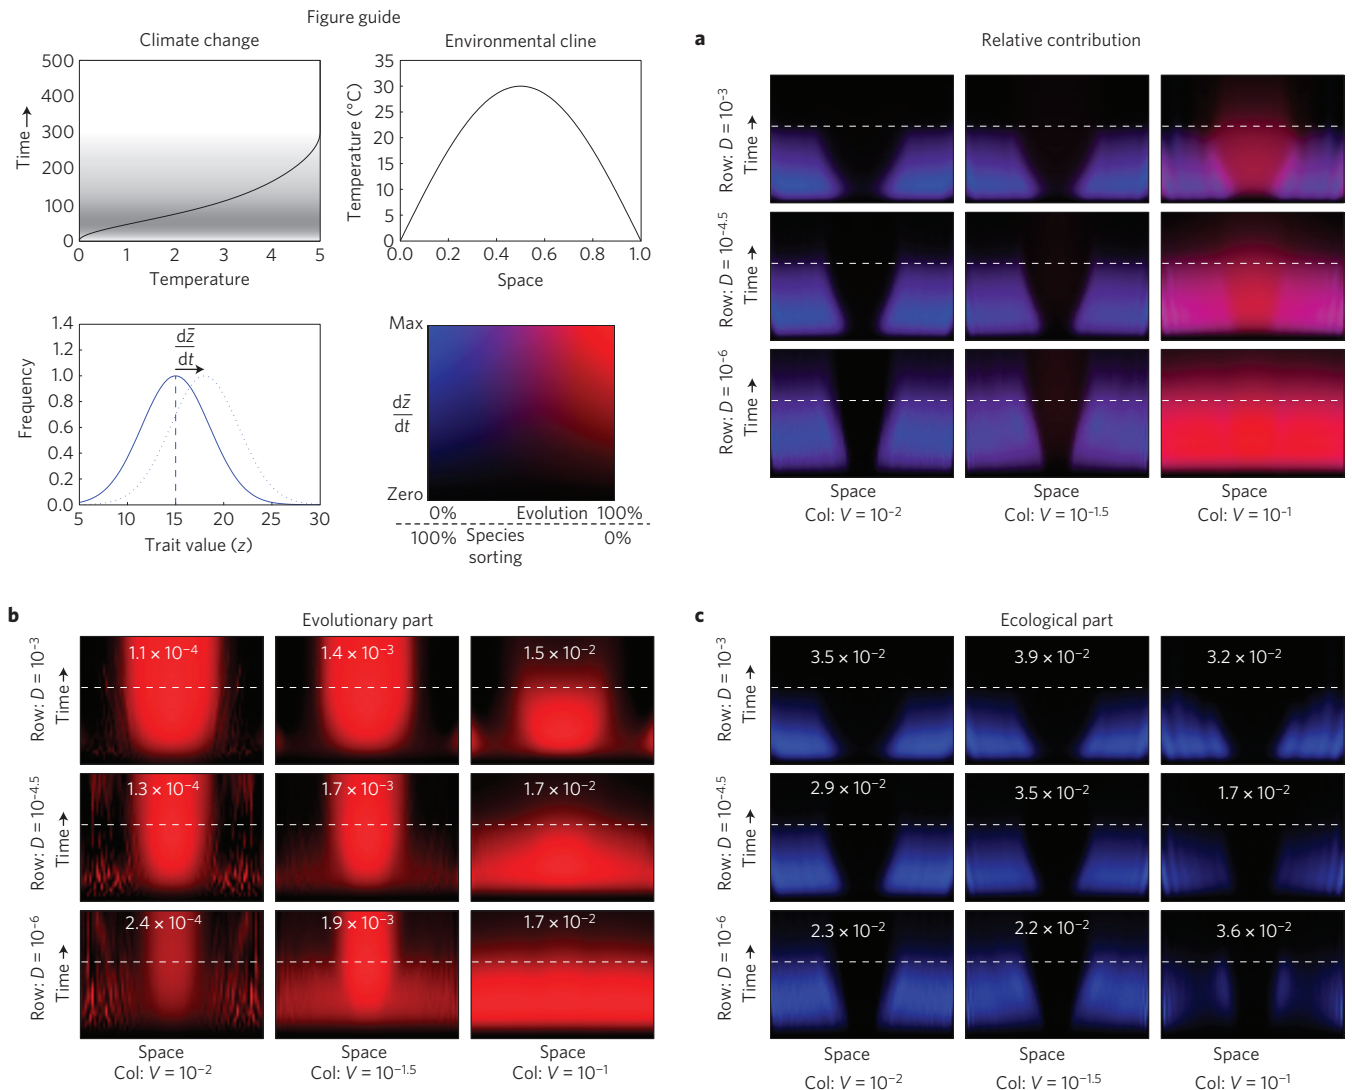 Figure guide
Climate change
Environmental cline
500
400
300
200
100
0
Time →
0 1 2 3 4 5
Temperature
35
30
25
20
15
10
5
0
Temperature (°C)
0.0 0.2 0.4 0.6 0.8 1.0
Space
1.4
1.2
1.0
0.8
0.6
0.4
0.2
0.0
Frequency
dz̄
dt
5 10 15 20 25 30
Trait value (z)
Max
dz̄
dt
Zero
0% Evolution 100%
100% Species 0%
sorting
a
Relative contribution
Row: D = 10⁻³
Time →
Row: D = 10⁻⁴·⁵
Time →
Row: D = 10⁻⁶
Time →
Space Space Space
Col: V = 10⁻² Col: V = 10⁻¹·⁵ Col: V = 10⁻¹
b
Evolutionary part
Row: D = 10⁻³
Time →
1.1 × 10⁻⁴ 1.4 × 10⁻³ 1.5 × 10⁻²
Row: D = 10⁻⁴·⁵
Time →
1.3 × 10⁻⁴ 1.7 × 10⁻³ 1.7 × 10⁻²
Row: D = 10⁻⁶
Time →
2.4 × 10⁻⁴ 1.9 × 10⁻³ 1.7 × 10⁻²
Space Space Space
Col: V = 10⁻² Col: V = 10⁻¹·⁵ Col: V = 10⁻¹
c
Ecological part
Row: D = 10⁻³
Time →
3.5 × 10⁻² 3.9 × 10⁻² 3.2 × 10⁻²
Row: D = 10⁻⁴·⁵
Time →
2.9 × 10⁻² 3.5 × 10⁻² 1.7 × 10⁻²
Row: D = 10⁻⁶
Time →
2.3 × 10⁻² 2.2 × 10⁻² 3.6 × 10⁻²
Space Space Space
Col: V = 10⁻² Col: V = 10⁻¹·⁵ Col: V = 10⁻¹